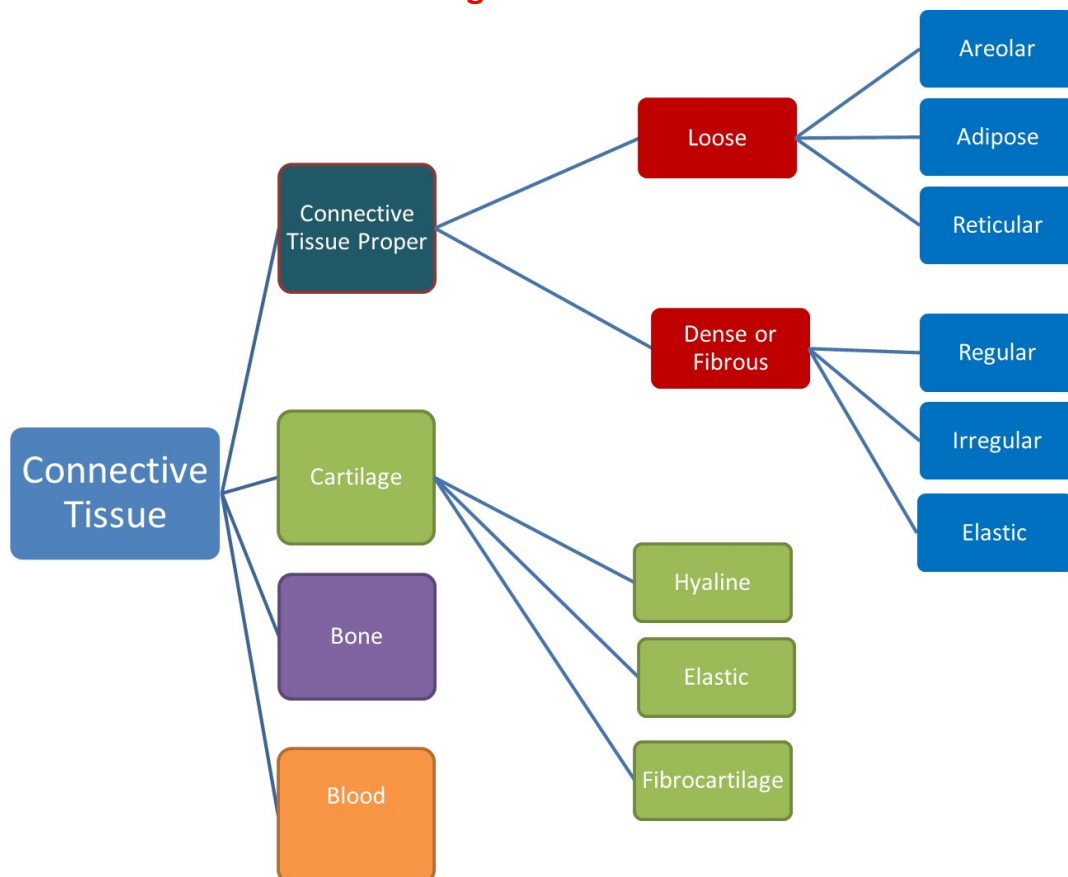 Areolar
Loose
Adipose
Connective
Tissue Proper
Reticular
Dense or
Fibrous
Regular
Irregular
Connective
Tissue
Cartilage
Elastic
Hyaline
Bone
Elastic
Fibrocartilage
Blood